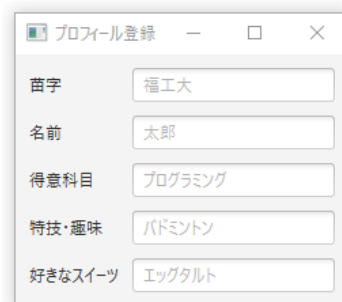 プロフィール登録
苗字 福工大
名前 太郎
得意科目 プログラミング
特技・趣味 バドミントン
好きなスイーツ エッグタルト